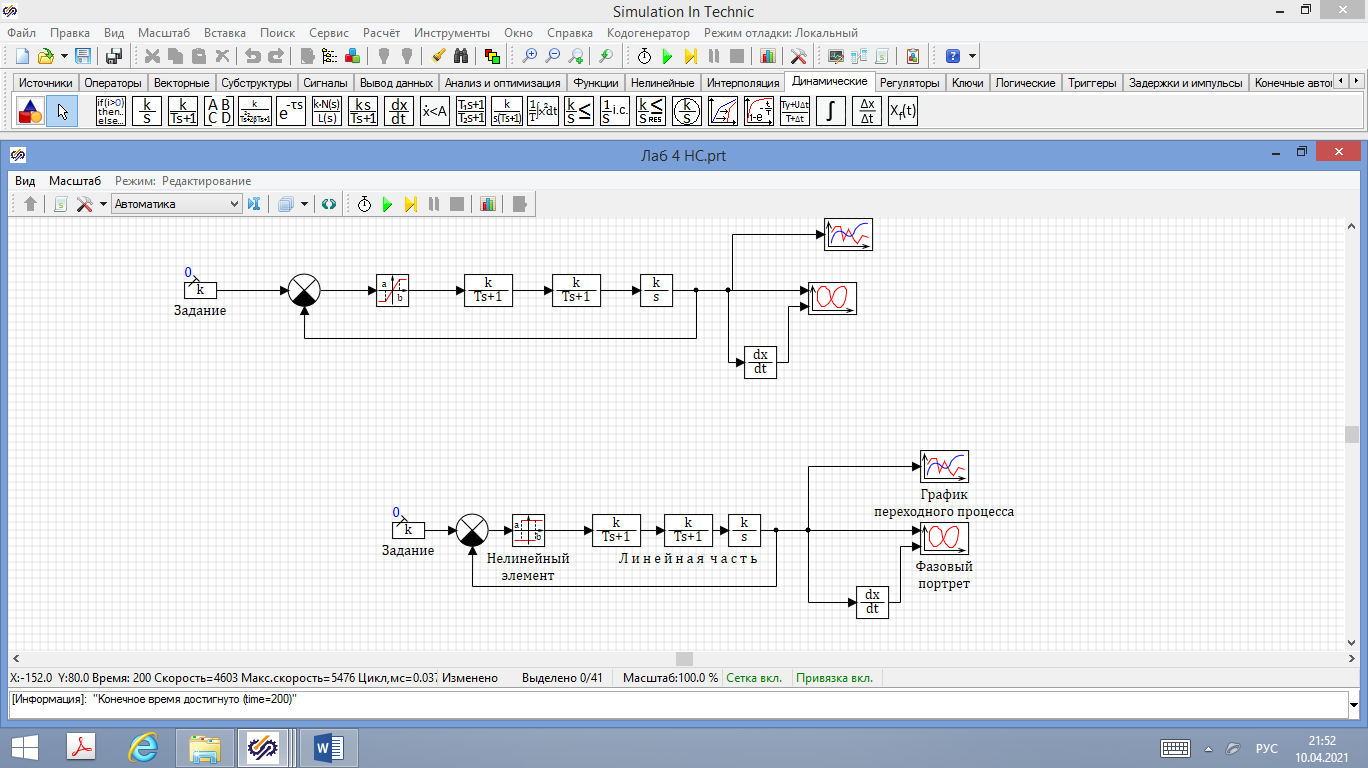 Simulation In Technic
Файл Правка Вид Масштаб Вставка Поиск Сервис Расчёт Инструменты Окно Справка Кодогенератор Режим отладки: Локальный
Источники Операторы Векторные Субструктуры Сигналы Вывод данных Анализ и оптимизация Функции Нелинейные Интерполяция Динамические Регуляторы Ключи Логические Триггеры Задержки и импульсы Конечные авто
Лаб 4 НС.prt
Вид Масштаб Режим: Редактирование
Автоматика
0
k
Задание
a
b
k
Ts+1
k
Ts+1
k
s
dx
dt
График
переходного процесса
0
k
Задание
a
b
Нелинейный
элемент
k
Ts+1
k
Ts+1
k
s
Линейная часть
Фазовый
портрет
dx
dt
X:-152.0 Y:80.0 Время: 200 Скорость=4603 Макс.скорость=5476 Цикл,мс=0.037 Изменено Выделено 0/41 Масштаб:100.0 % Сетка вкл. Привязка вкл.
[Информация]: "Конечное время достигнуто (time=200)"
РУС
21:52
10.04.2021